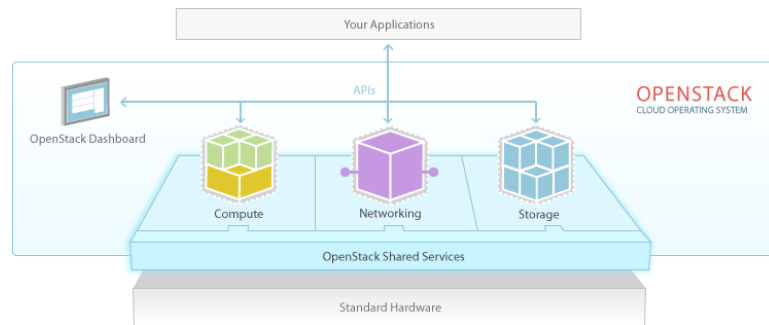 Your Applications
APIs
OPENSTACK
CLOUD OPERATING SYSTEM
OpenStack Dashboard
Compute
Networking
Storage
OpenStack Shared Services
Standard Hardware